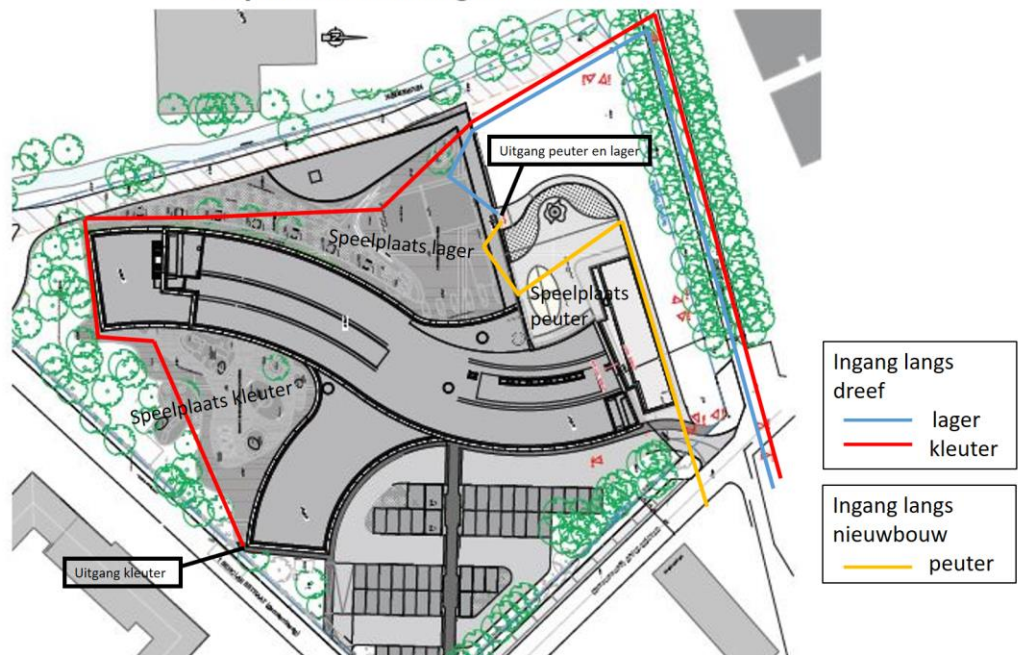 Uitgang peuter en lager
Speelplaats lager
Speelplaats
peuter
Speelplaats kleuter
Uitgang kleuter
Ingang langs
dreef
lager
kleuter
Ingang langs
nieuwbouw
peuter